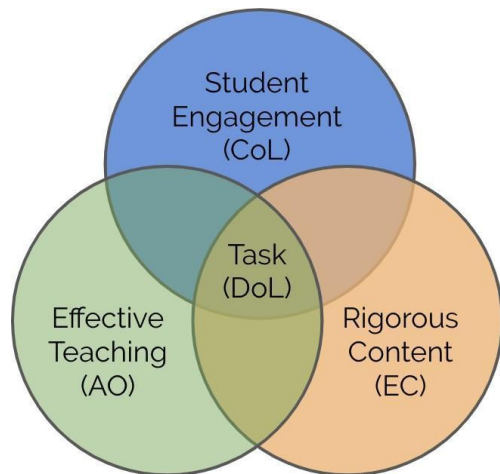 Student
Engagement
(CoL)
Task
(DoL)
Effective
Teaching
(AO)
Rigorous
Content
(EC)